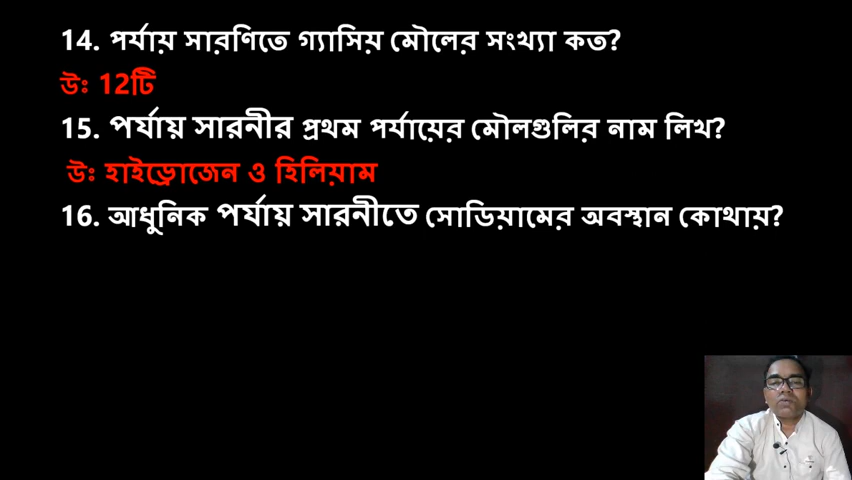 14. পর্যায় সারণিতে গ্যাসিয় মৌলের সংখ্যা কত?
উঃ 12টি
15. পর্যায় সারনীর প্রথম পর্যায়ের মৌলগুলির নাম লিখ?
উঃ হাইড্রোজেন ও হিলিয়াম
16. আধুনিক পর্যায় সারনীতে সোডিয়ামের অবস্থান কোথায়?